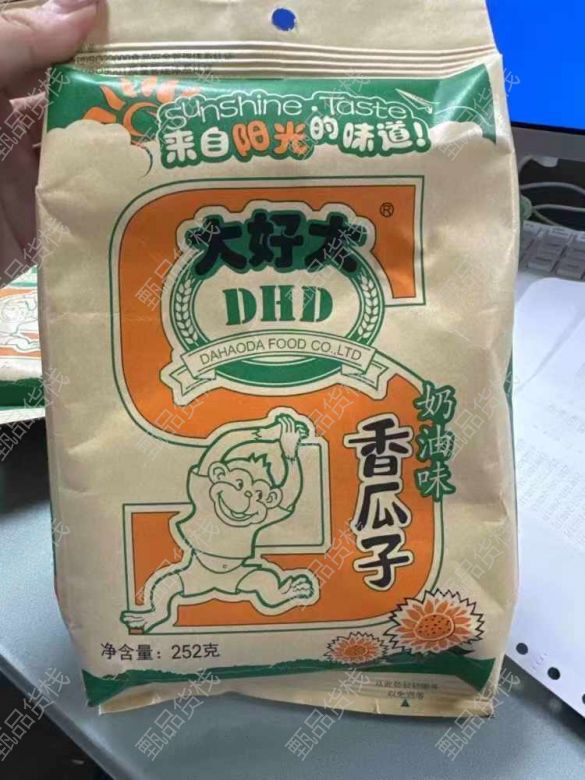 Sunshine·Taste
来自阳光的味道!
大好大®
DHD
DAHAODA FOOD CO.,LTD
奶油味
香瓜子
净含量：252克
甄品货栈